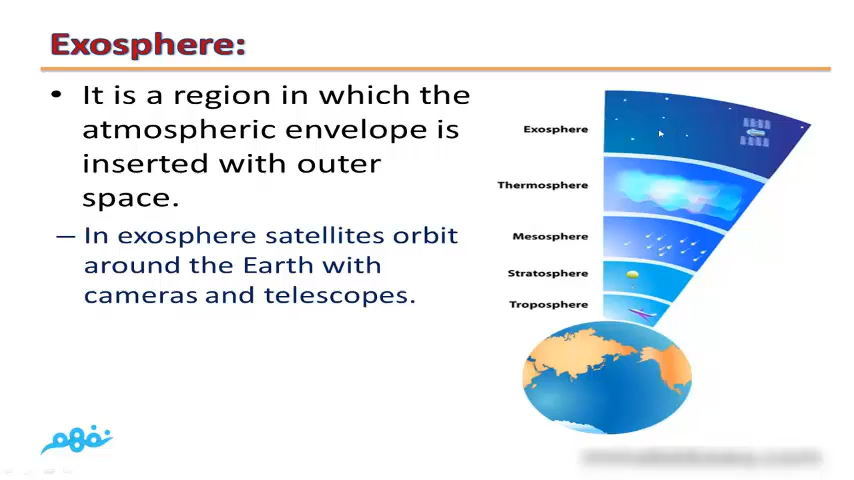 Exosphere:
• It is a region in which the
atmospheric envelope is
inserted with outer
space.
– In exosphere satellites orbit
around the Earth with
cameras and telescopes.
Exosphere
Thermosphere
Mesosphere
Stratosphere
Troposphere
نفهم